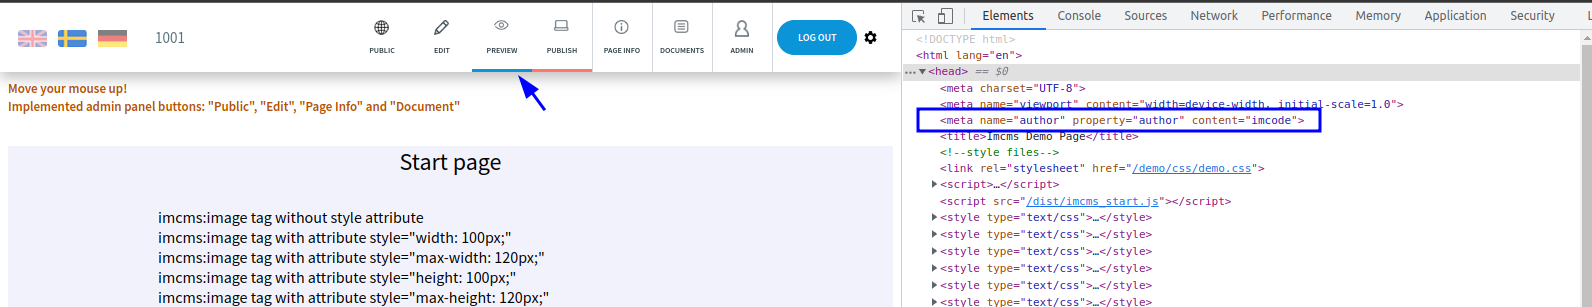 1001
PUBLIC
EDIT
PREVIEW
PUBLISH
PAGE INFO
DOCUMENTS
ADMIN
LOG OUT
Move your mouse up!
Implemented admin panel buttons: "Public", "Edit", "Page Info" and "Document"
Start page
imcms:image tag without style attribute
imcms:image tag with attribute style="width: 100px;"
imcms:image tag with attribute style="max-width: 120px;"
imcms:image tag with attribute style="height: 100px;"
imcms:image tag with attribute style="max-height: 120px;"
Elements Console Sources Network Performance Memory Application Security L
<!DOCTYPE html>
<html lang="en">
<head> == $0
<meta charset="UTF-8">
<meta name="viewport" content="width=device-width, initial-scale=1.0">
<meta name="author" property="author" content="imcode">
<title>Imcms Demo Page</title>
<!--style files-->
<link rel="stylesheet" href="/demo/css/demo.css">
<script>…</script>
<script src="/dist/imcms_start.js"></script>
<style type="text/css">…</style>
<style type="text/css">…</style>
<style type="text/css">…</style>
<style type="text/css">…</style>
<style type="text/css">…</style>
<style type="text/css">…</style>